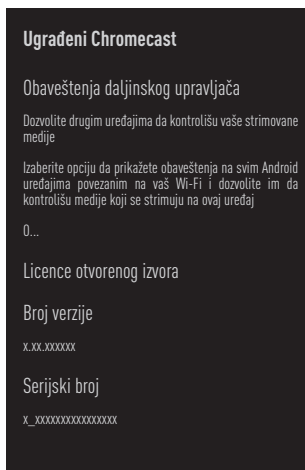 Ugrađeni Chromecast
Obaveštenja daljinskog upravljača
Dozvolite drugim uređajima da kontrolišu vaše strimovane
medije
Izaberite opciju da prikažete obaveštenja na svim Android
uređajima povezanim na vaš Wi-Fi i dozvolite im da
kontrolišu medije koji se strimuju na ovaj uređaj
O...
Licence otvorenog izvora
Broj verzije
x.xx.xxxxxx
Serijski broj
x_xxxxxxxxxxxxxxxx